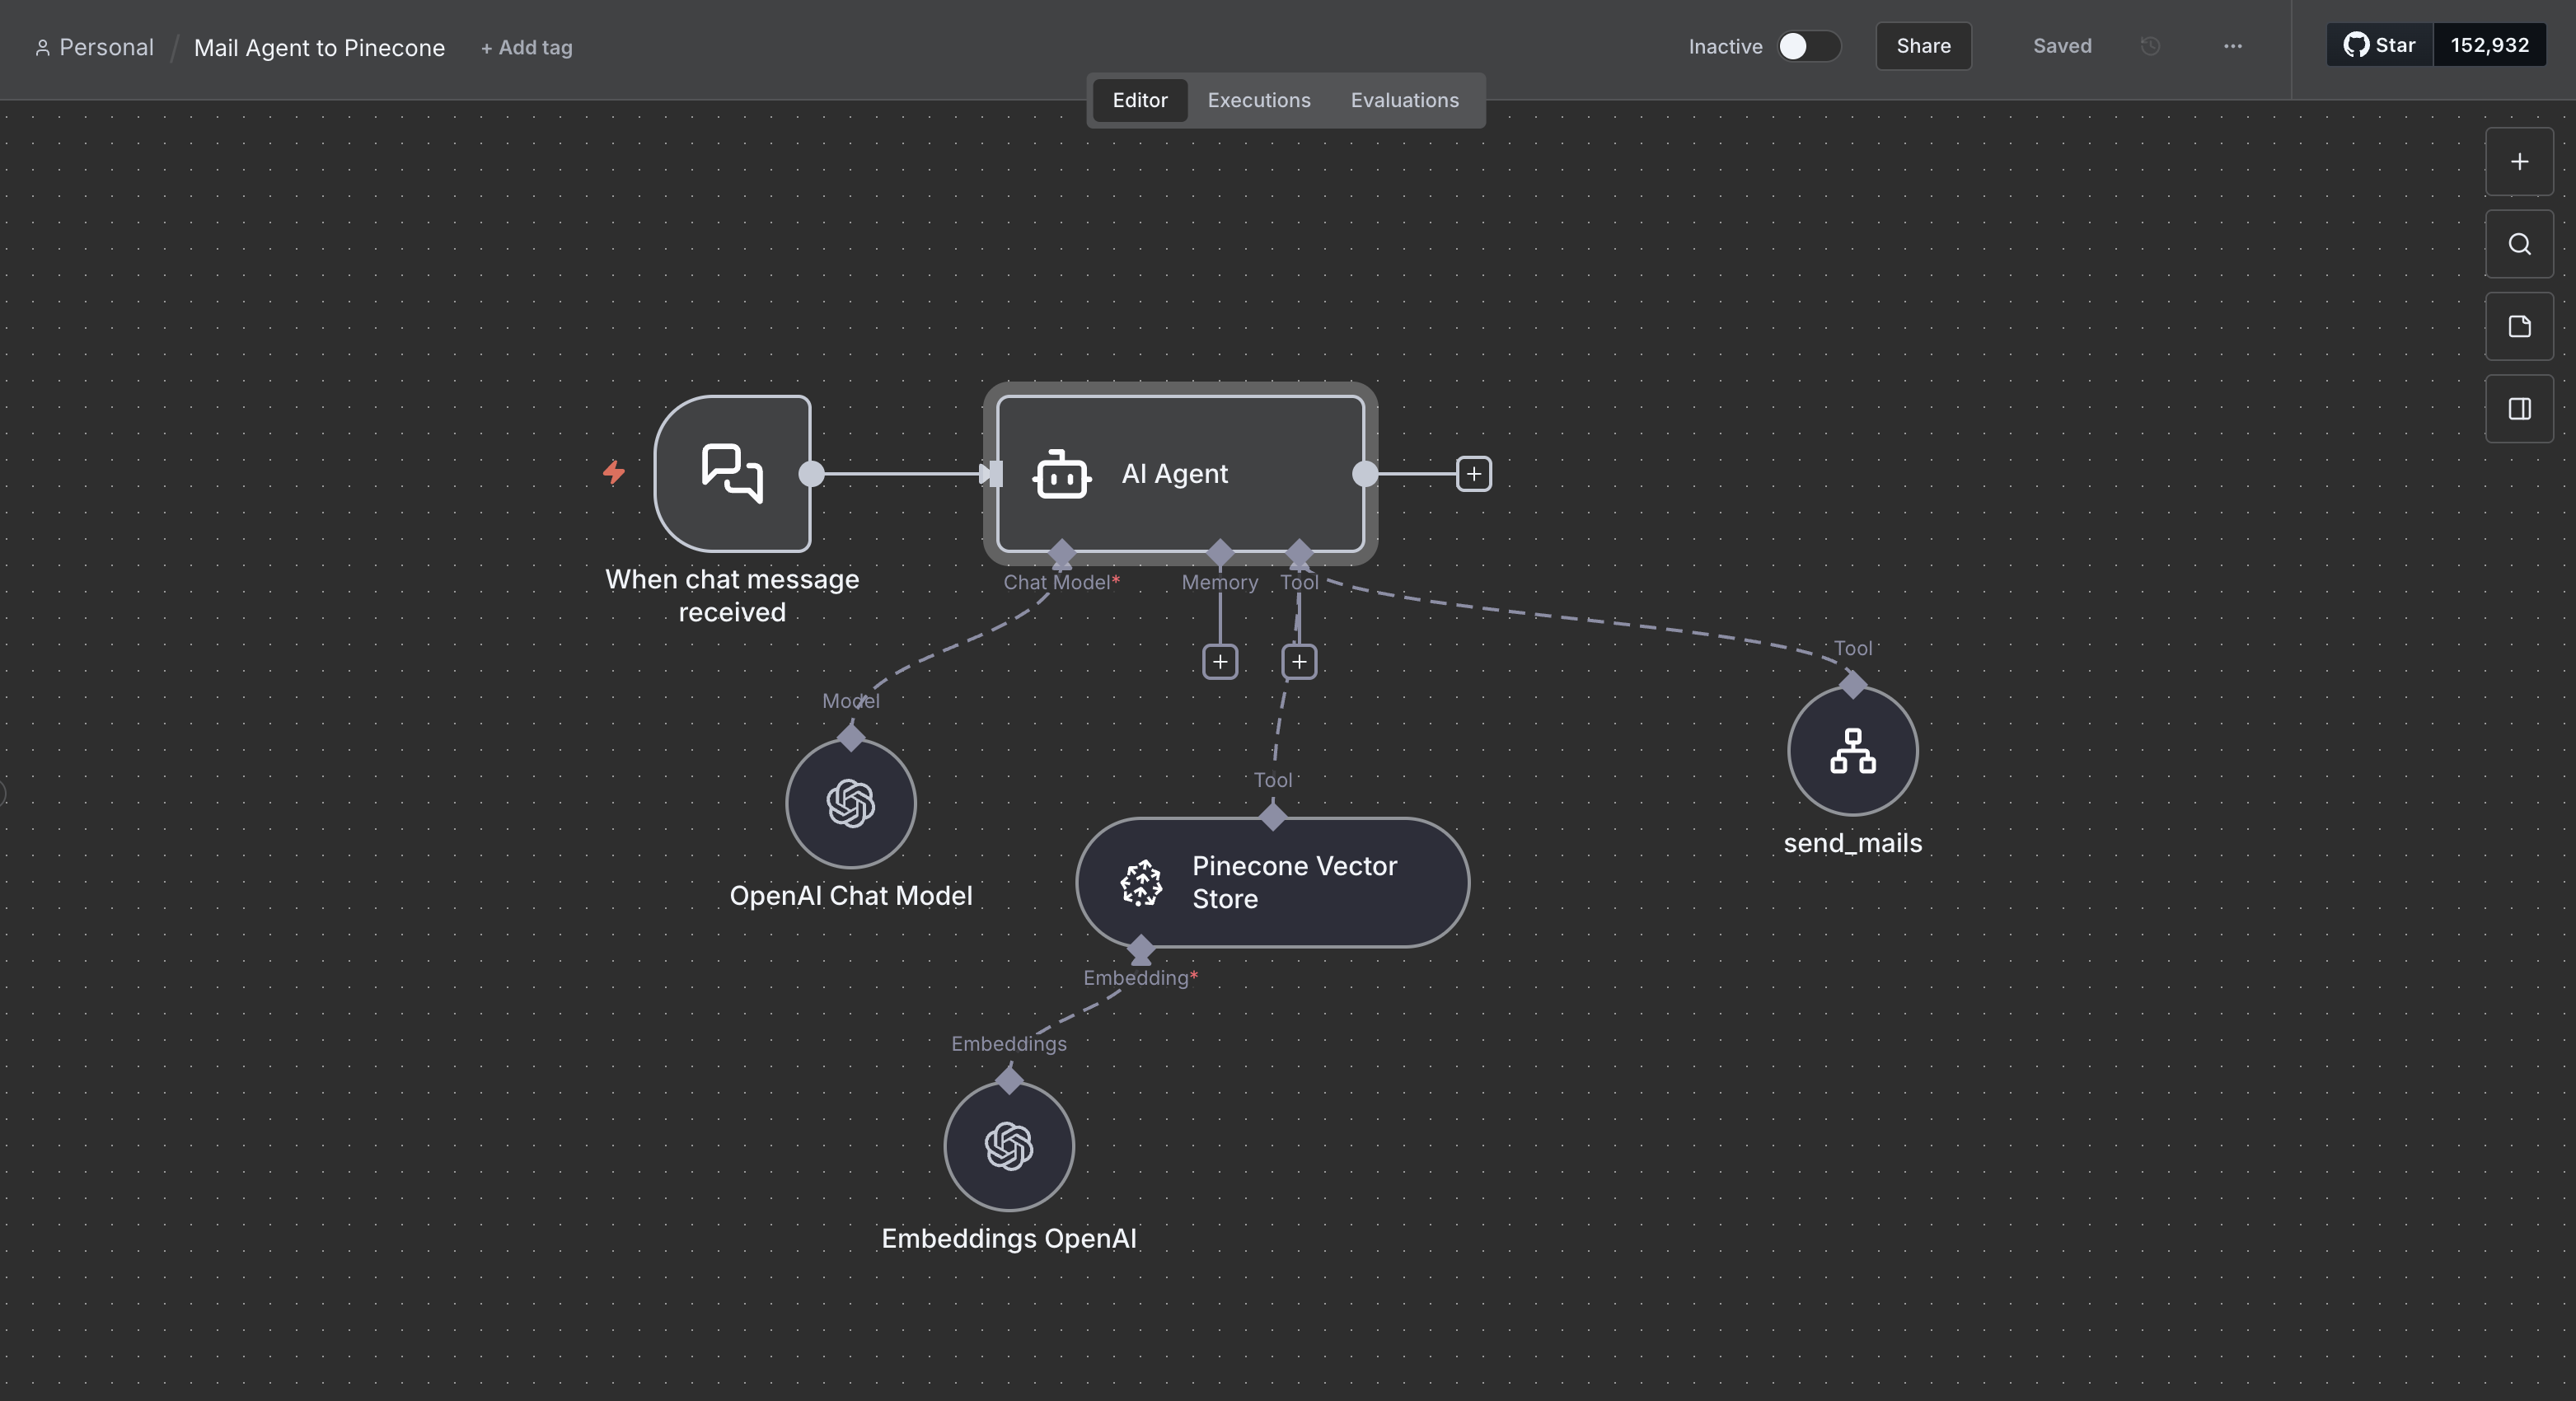 Personal / Mail Agent to Pinecone + Add tag
Inactive Share Saved ... Star 152,932
Editor Executions Evaluations
AI Agent
When chat message
received
Chat Model* Memory Tool
Tool
Model
Tool
send_mails
Pinecone Vector
Store
OpenAI Chat Model
Embedding*
Embeddings
Embeddings OpenAI